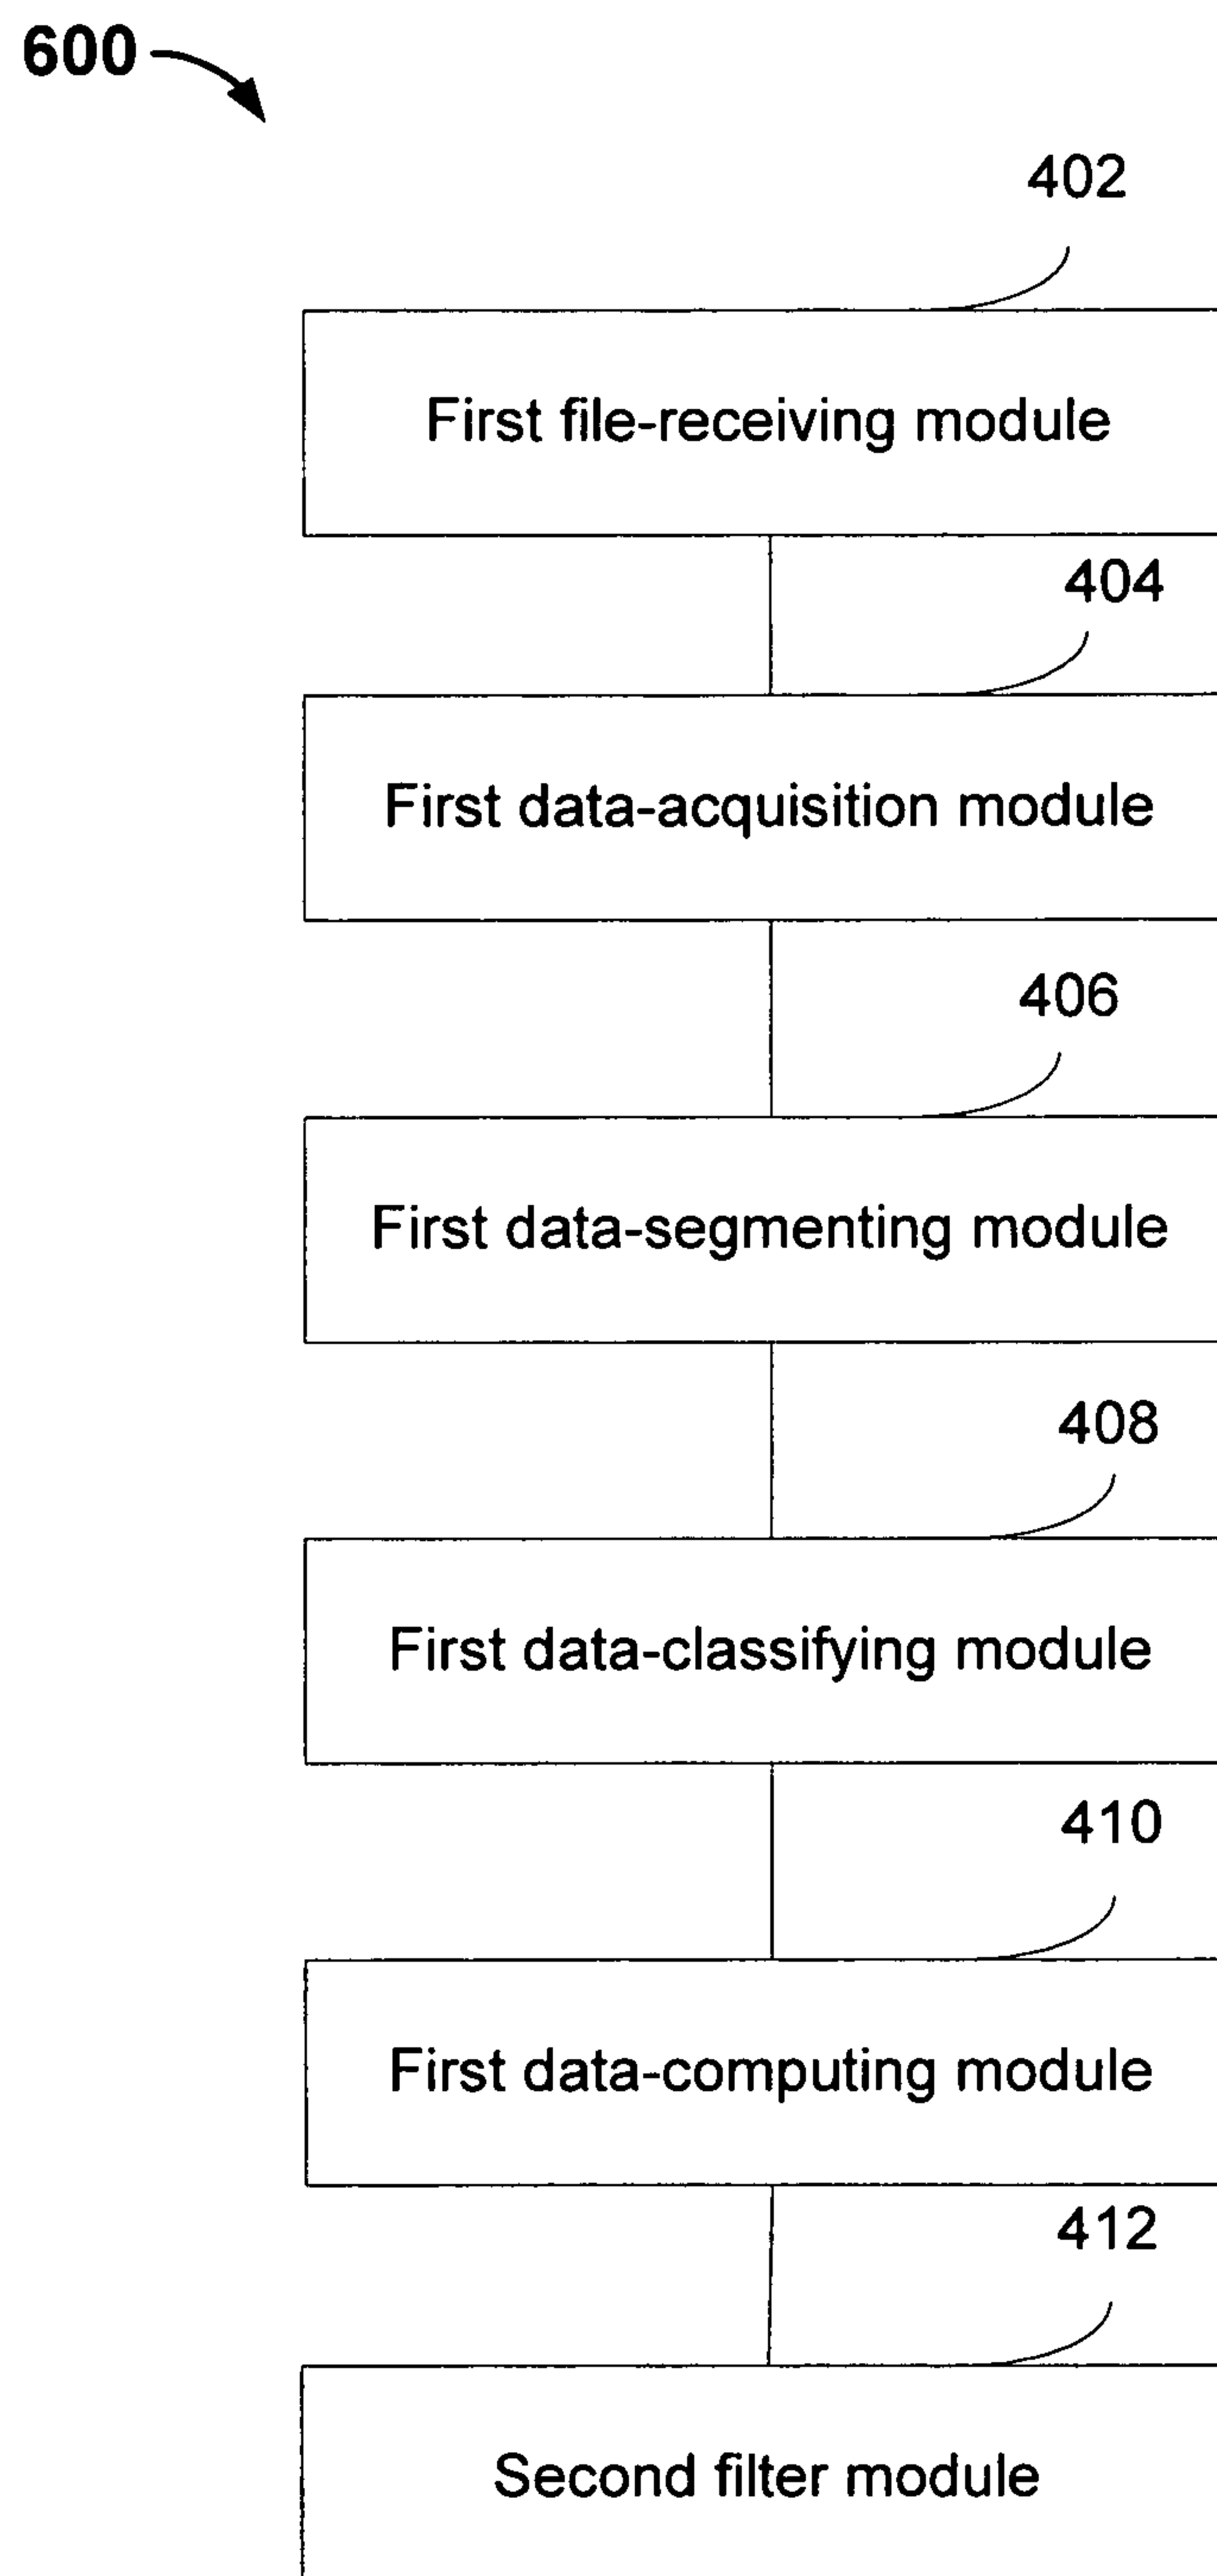 600
402
First file-receiving module
404
First data-acquisition module
406
First data-segmenting module
408
First data-classifying module
410
First data-computing module
412
Second filter module